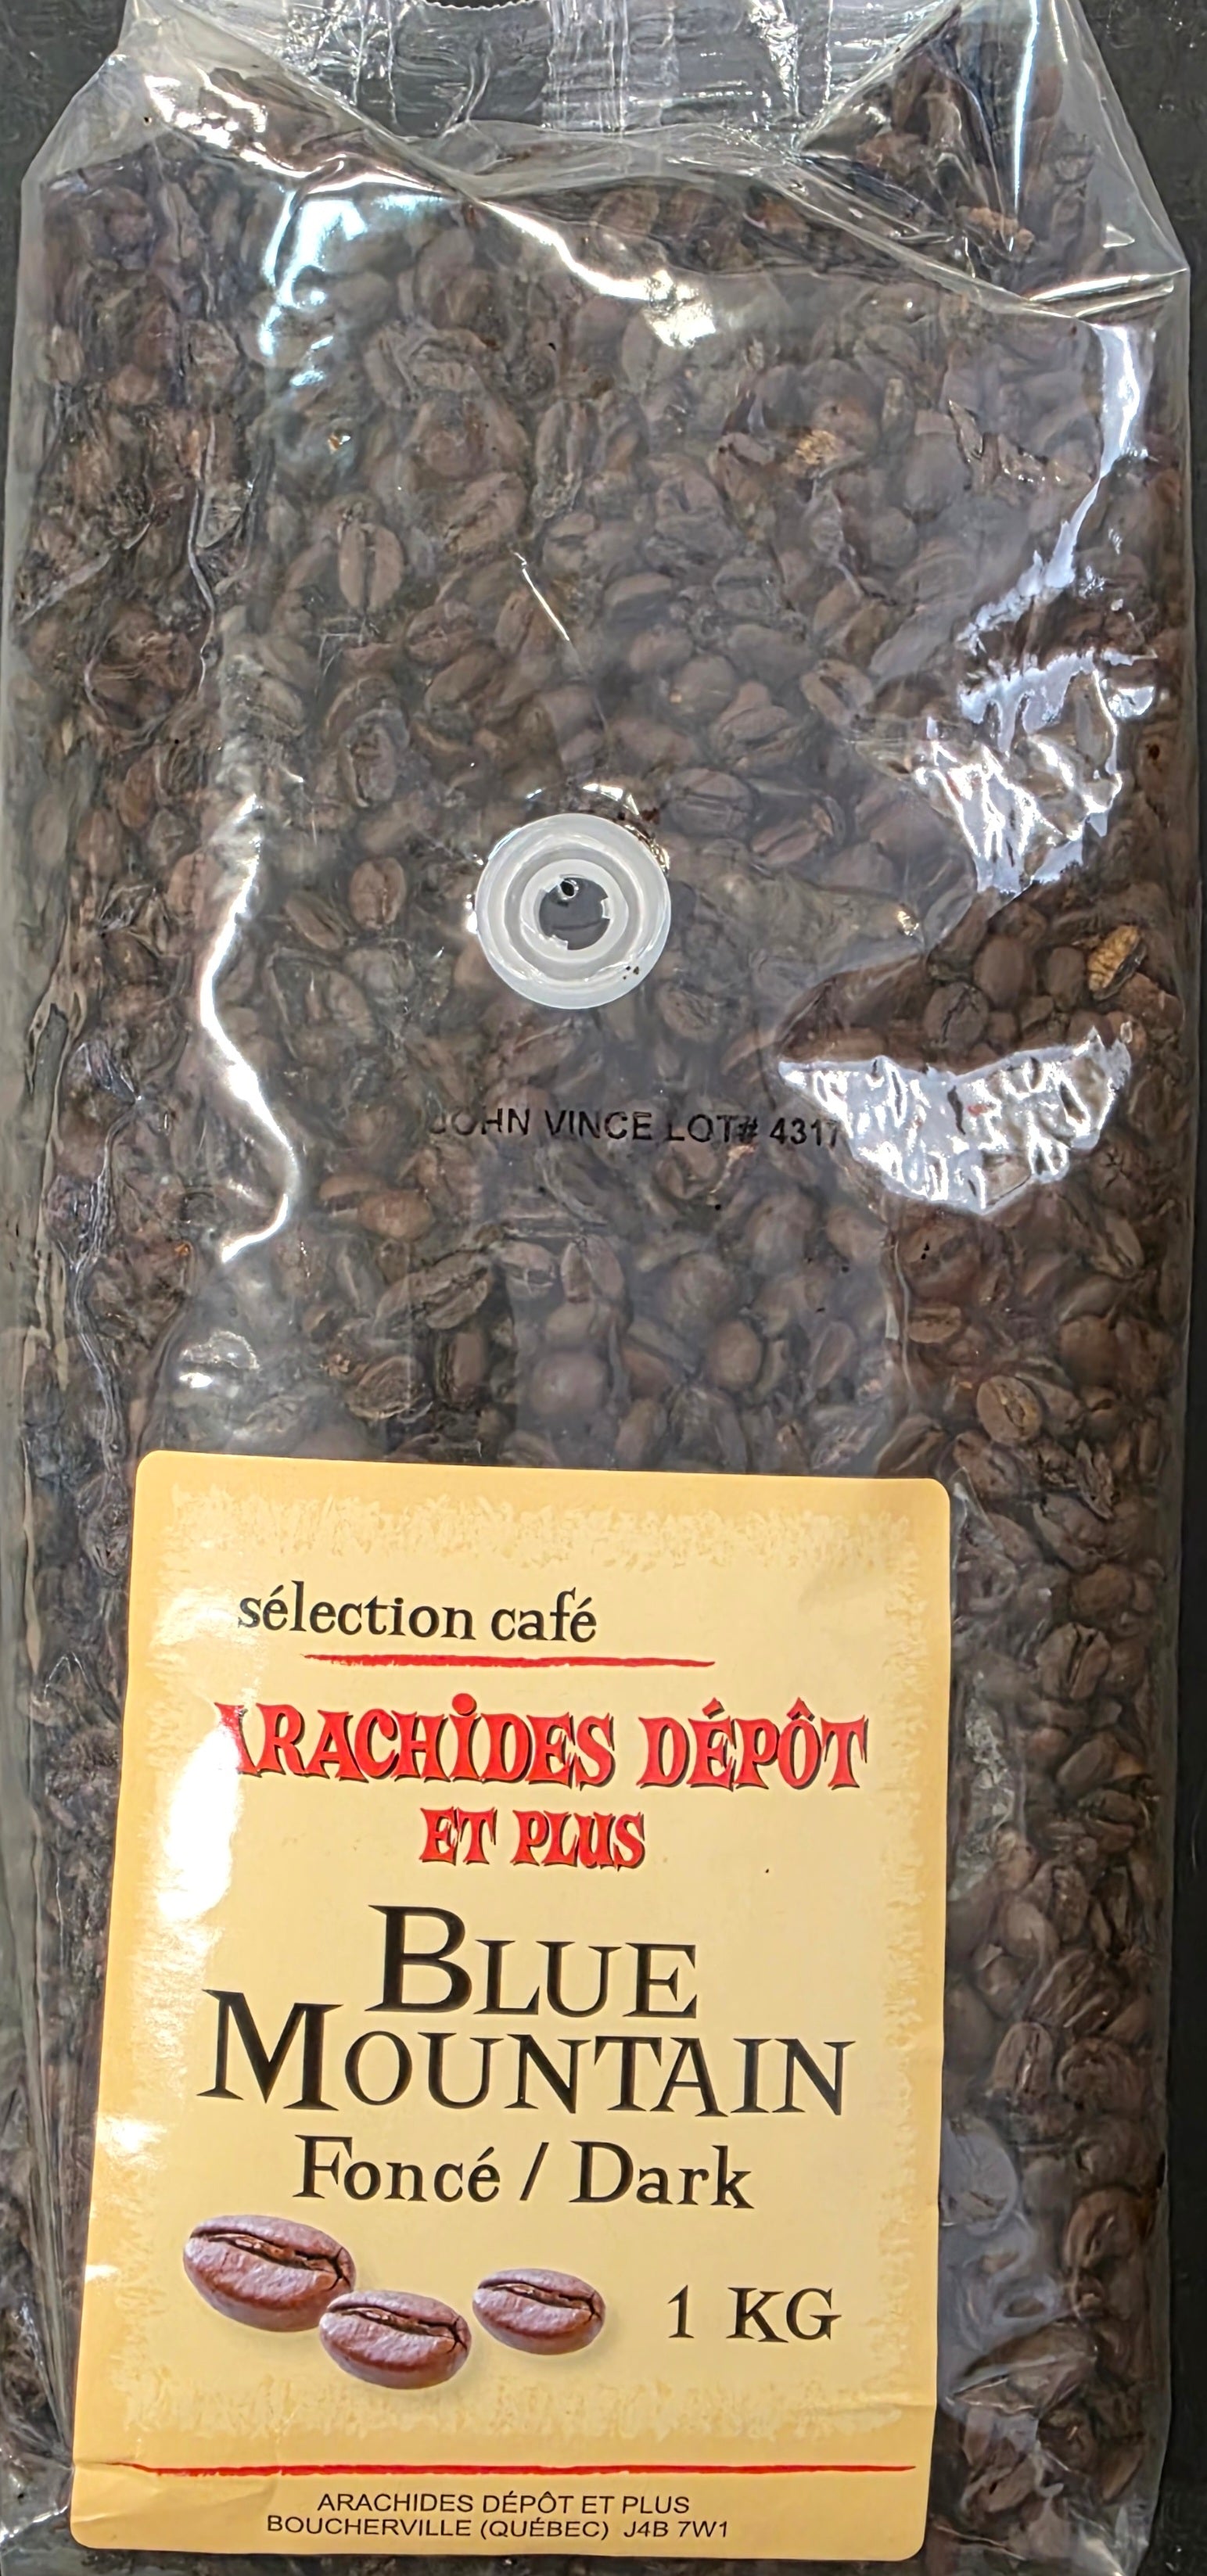 JOHN VINCE LOT# 4317
sélection café
ARACHIDES DÉPÔT
ET PLUS
BLUE
MOUNTAIN
Foncé / Dark
1 KG
ARACHIDES DÉPÔT ET PLUS
BOUCHERVILLE (QUÉBEC) J4B 7W1